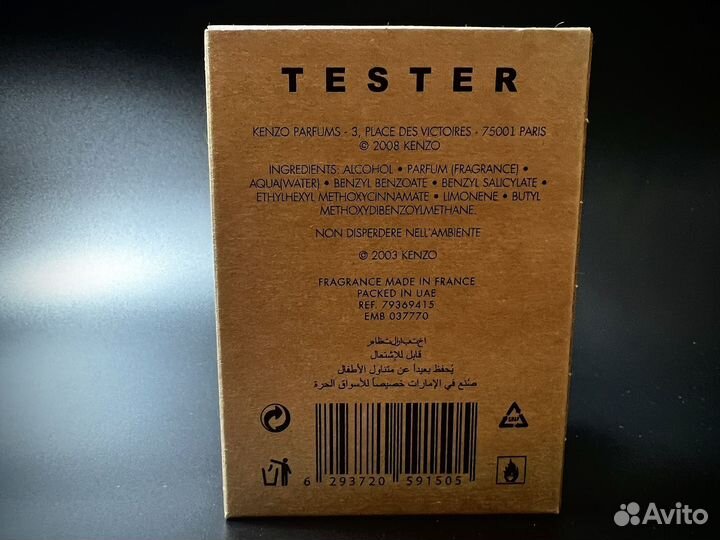 TESTER
KENZO PARFUMS - 3, PLACE DES VICTOIRES - 75001 PARIS
© 2008 KENZO
INGREDIENTS: ALCOHOL • PARFUM (FRAGRANCE) •
AQUA(WATER) • BENZYL BENZOATE • BENZYL SALICYLATE •
ETHYLHEXYL METHOXYCINNAMATE • LIMONENE • BUTYL
METHOXYDIBENZOYLMETHANE.
NON DISPERDERE NELL'AMBIENTE
© 2003 KENZO
FRAGRANCE MADE IN FRANCE
PACKED IN UAE
REF. 79369415
EMB 037770
قابل للإشتعال
يُحفظ بعيداً عن متناول الأطفال
صنّع في الإمارات خصيصاً للأسواق الحرة
6 293720 591505
Avito